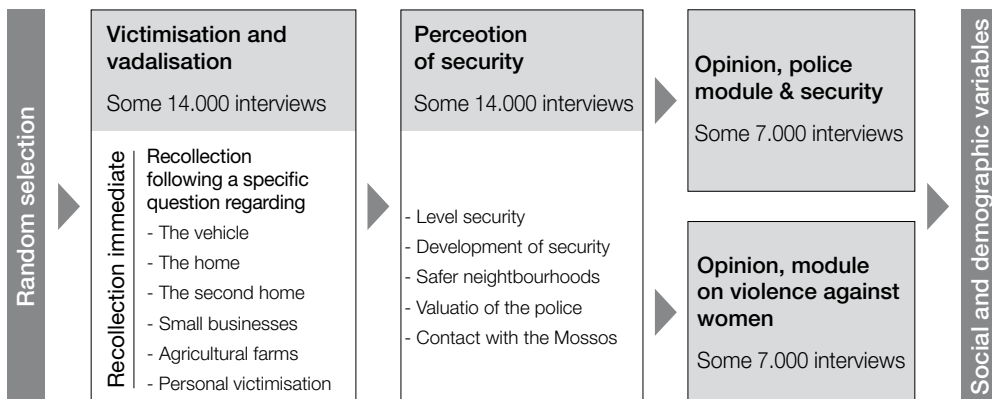 Random selection
Victimisation and
vadalisation
Some 14.000 interviews
Recollection immediate
Recollection
following a specific
question regarding
- The vehicle
- The home
- The second home
- Small businesses
- Agricultural farms
- Personal victimisation
Perceotion
of security
Some 14.000 interviews
- Level security
- Development of security
- Safer neightbourhoods
- Valuatio of the police
- Contact with the Mossos
Opinion, police
module & security
Some 7.000 interviews
Opinion, module
on violence against
women
Some 7.000 interviews
Social and demographic variables